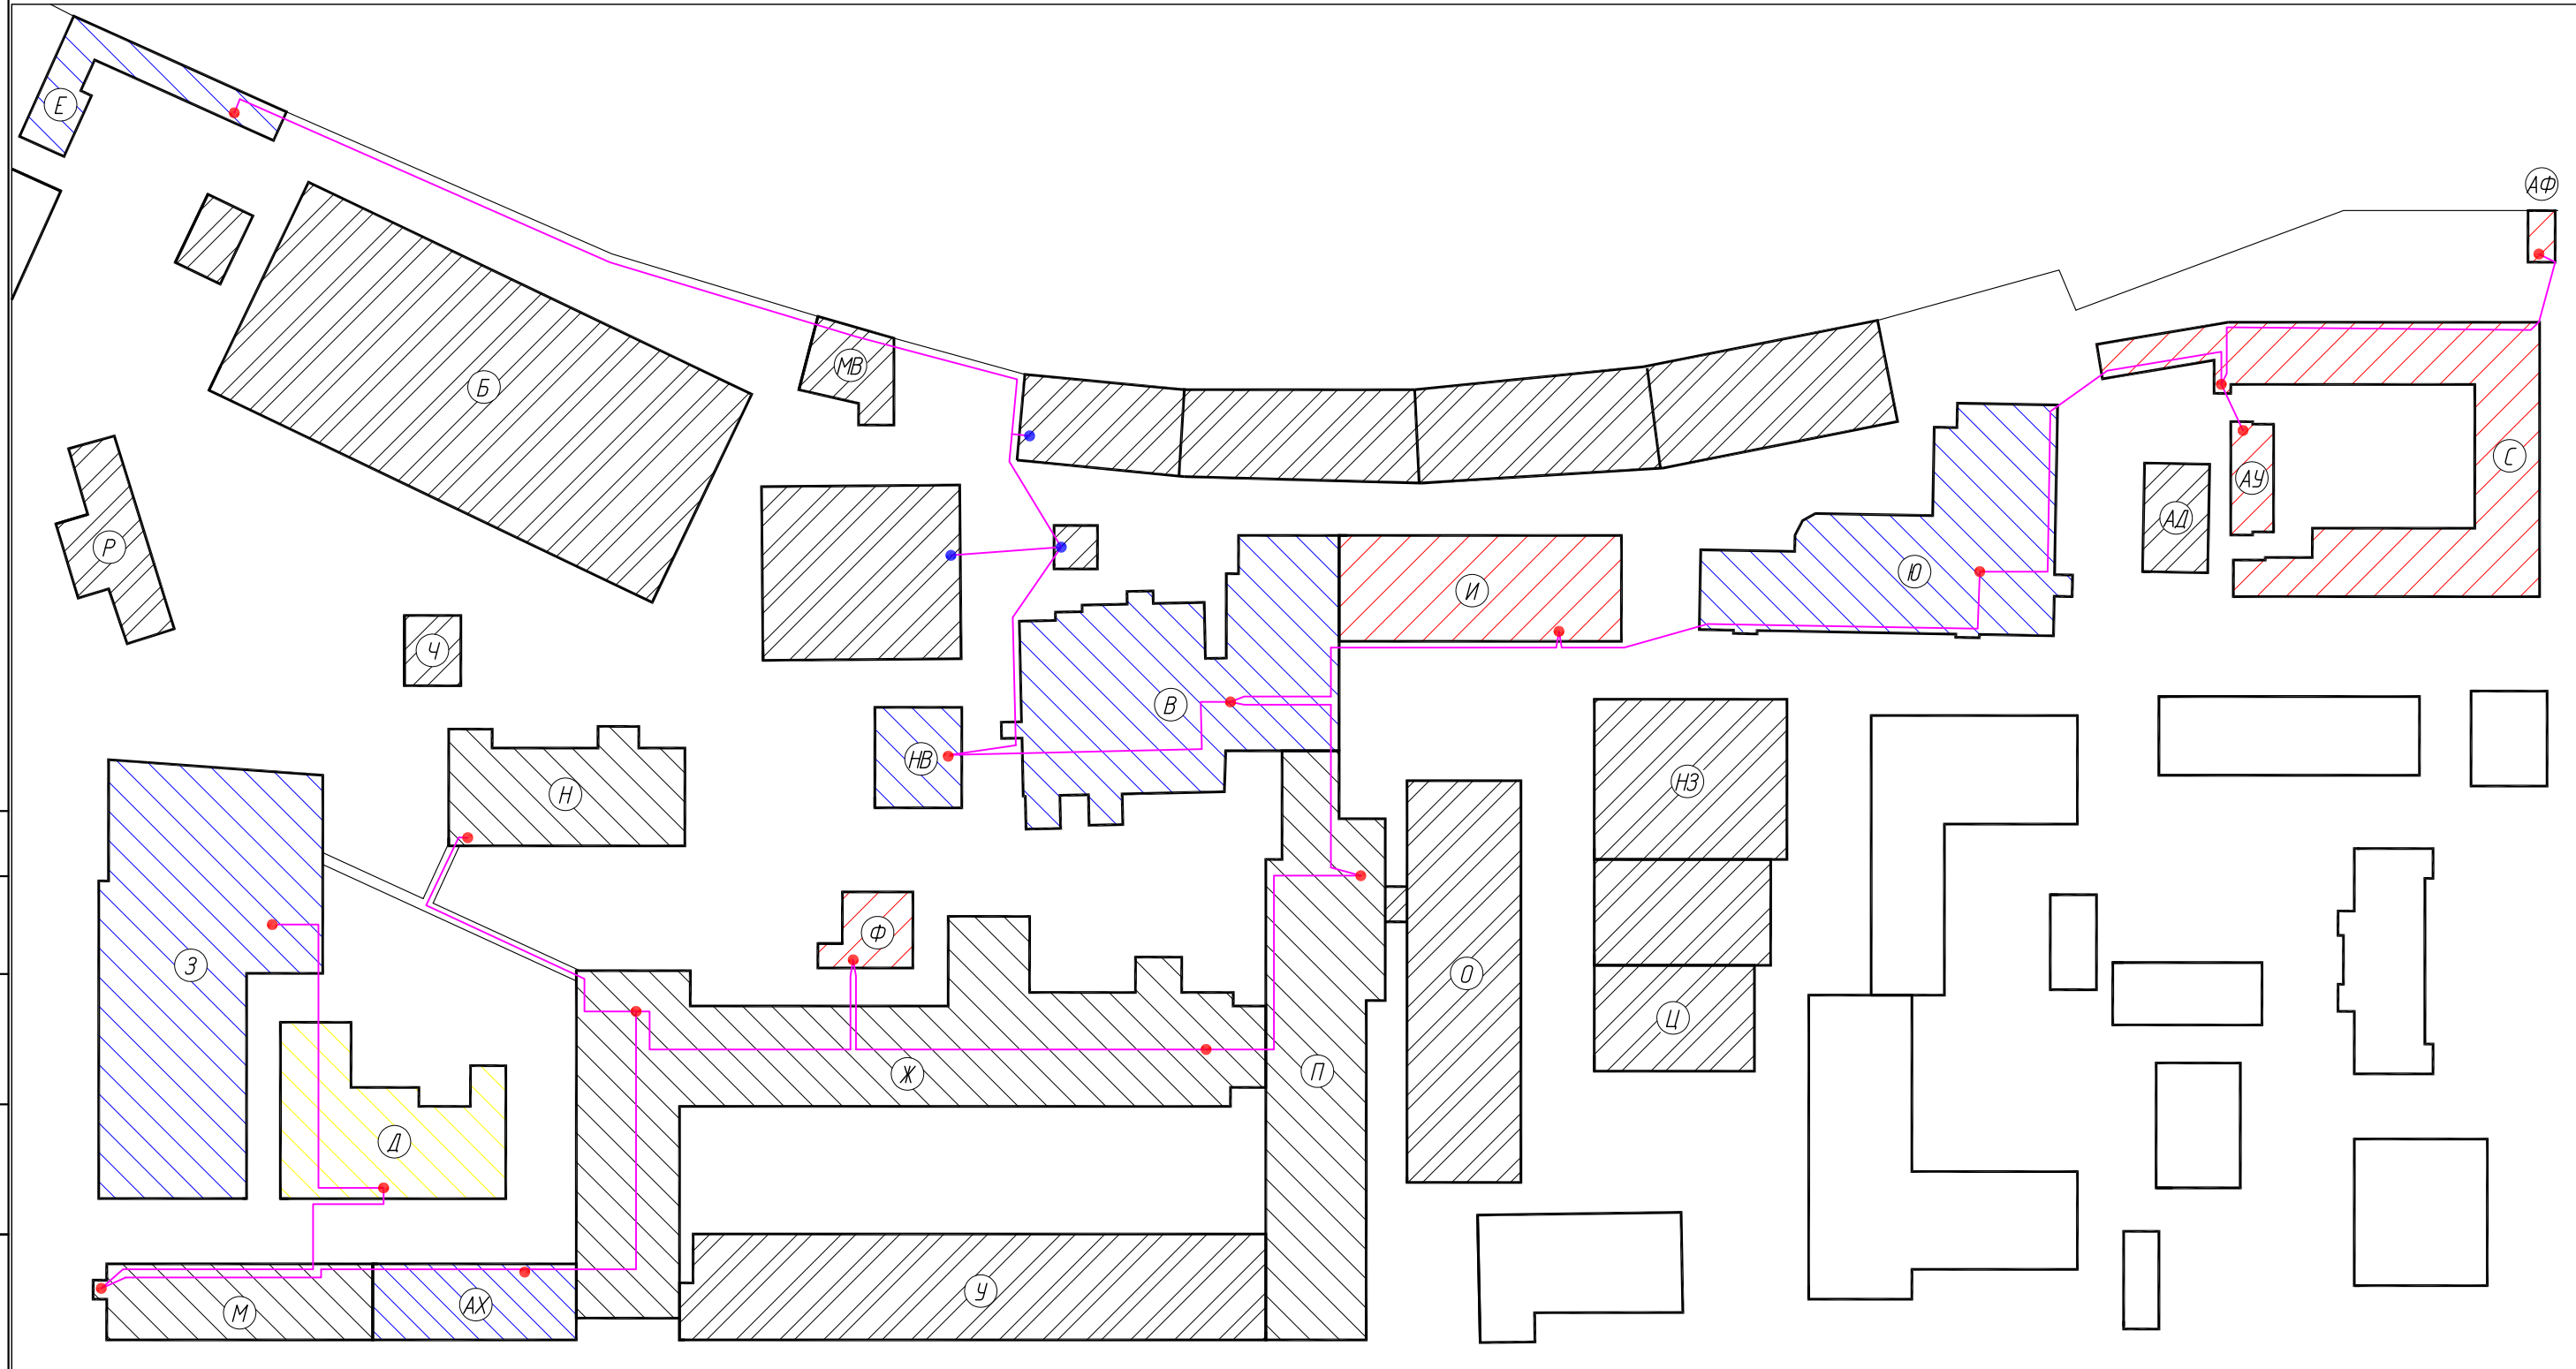 Е
АФ
МВ
Б
С
АУ
АД
Р
Ю
И
Ч
В
НВ
НЗ
Н
Ф
З
О
Ц
Ж
П
Д
У
АХ
М